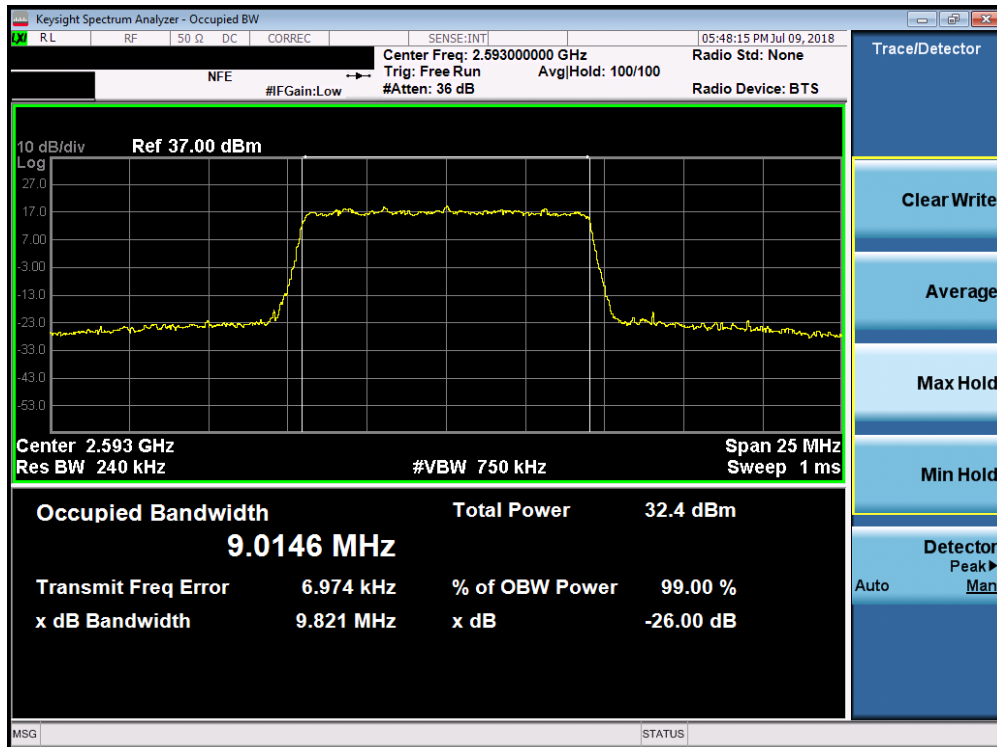 Keysight Spectrum Analyzer - Occupied BW
LXI RL RF 50 Ω DC CORREC SENSE:INT 05:48:15 PM Jul 09, 2018
Center Freq: 2.593000000 GHz Radio Std: None
NFE Trig: Free Run Avg|Hold: 100/100
#IFGain:Low #Atten: 36 dB Radio Device: BTS
10 dB/div Ref 37.00 dBm
Log
27.0
17.0
7.00
-3.00
-13.0
-23.0
-33.0
-43.0
-53.0
Center 2.593 GHz Span 25 MHz
Res BW 240 kHz #VBW 750 kHz Sweep 1 ms
Occupied Bandwidth Total Power 32.4 dBm
9.0146 MHz
Transmit Freq Error 6.974 kHz % of OBW Power 99.00 %
x dB Bandwidth 9.821 MHz x dB -26.00 dB
MSG STATUS
Trace/Detector
Clear Write
Average
Max Hold
Min Hold
Detector
Peak▶
Auto Man